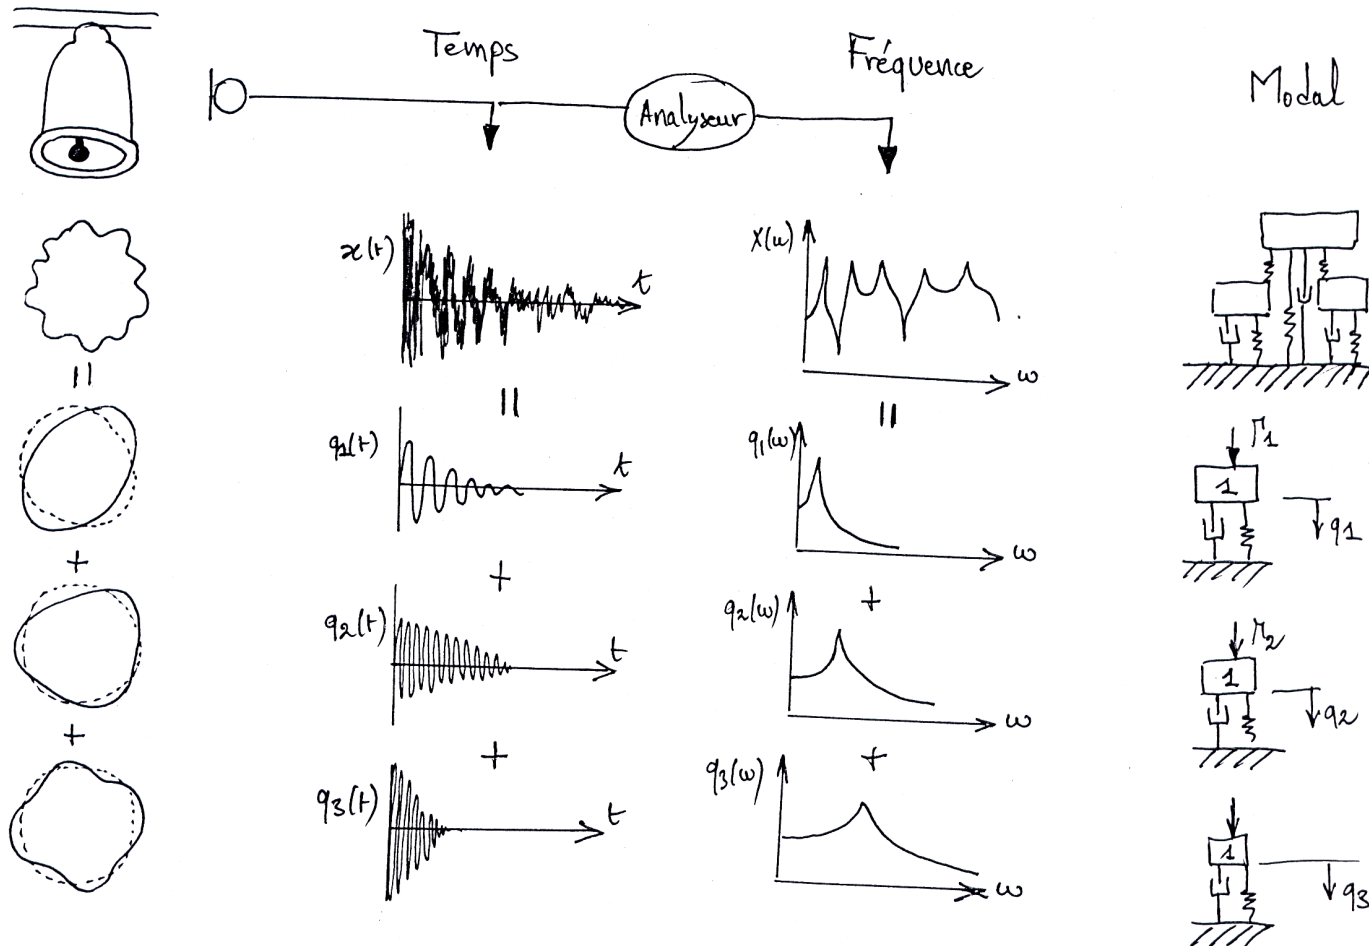 Temps
Fréquence
Modal
Analyseur
x(t)
t
X(ω)
ω
q1(t)
t
q1(ω)
ω
Γ1
1
q1
q2(t)
t
q2(ω)
ω
Γ2
1
q2
q3(t)
t
q3(ω)
ω
1
q3